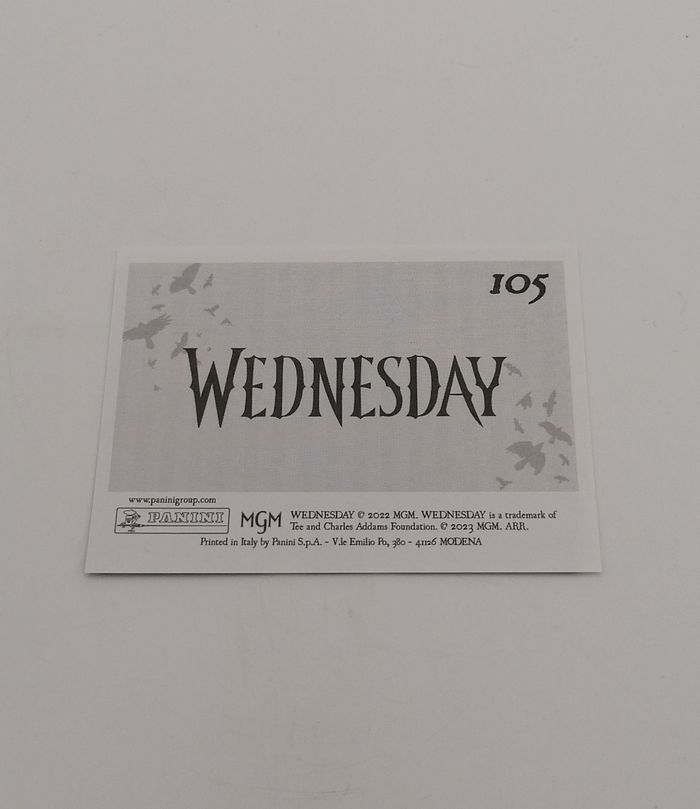 105
WEDNESDAY
www.paninigroup.com
PANINI
MGM
WEDNESDAY © 2022 MGM. WEDNESDAY is a trademark of
Tee and Charles Addams Foundation. © 2023 MGM. ARR.
Printed in Italy by Panini S.p.A. - V.le Emilio Po, 380 - 41126 MODENA